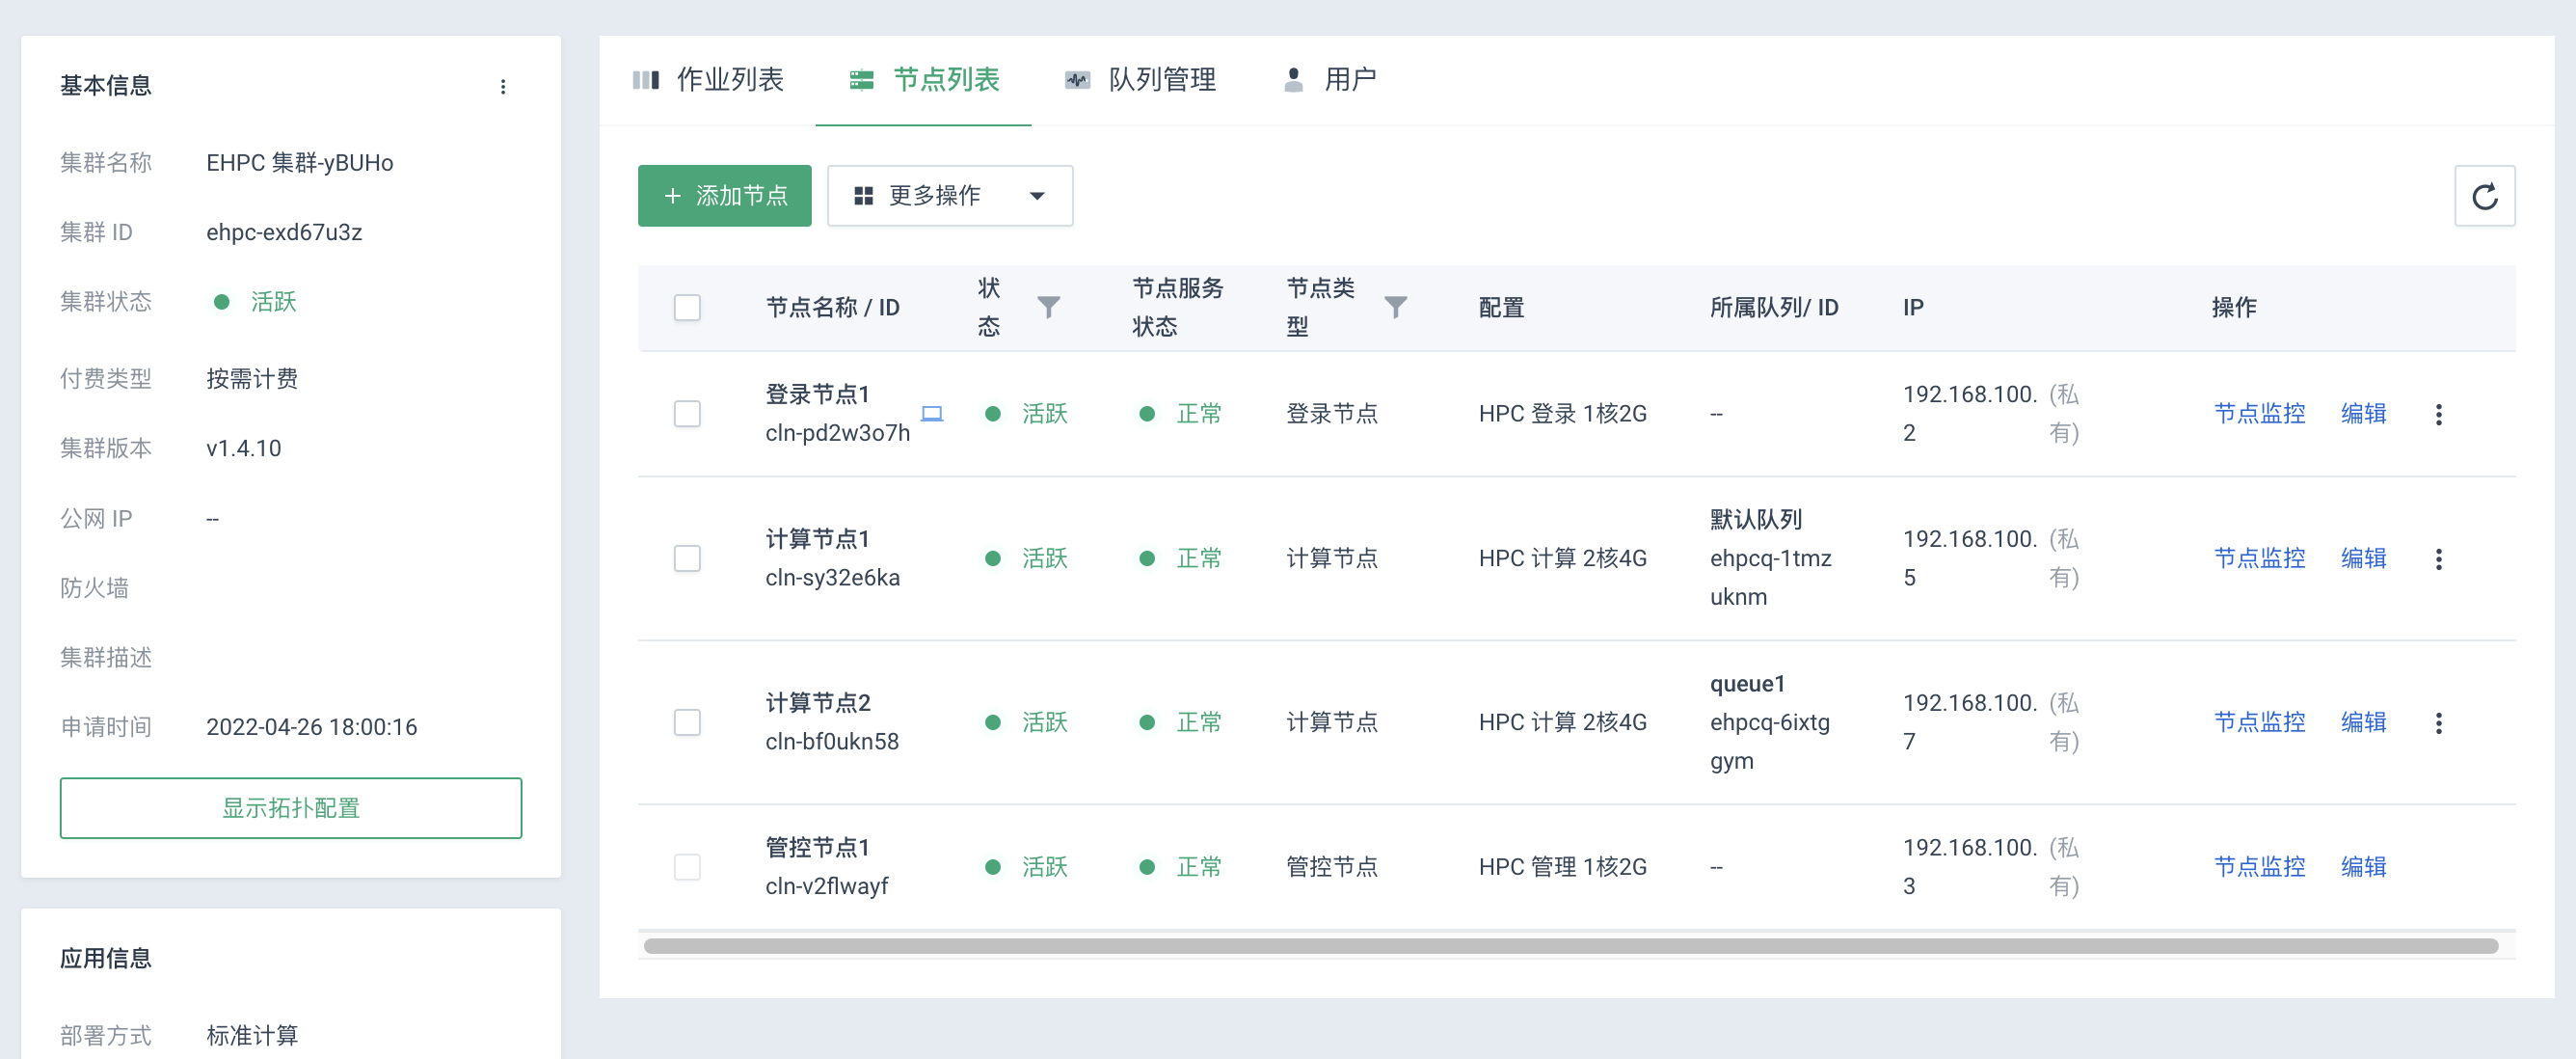 基本信息
集群名称 EHPC 集群-yBUHo
集群 ID ehpc-exd67u3z
集群状态 活跃
付费类型 按需计费
集群版本 v1.4.10
公网 IP --
防火墙
集群描述
申请时间 2022-04-26 18:00:16
显示拓扑配置
应用信息
部署方式 标准计算
作业列表 节点列表 队列管理 用户
添加节点 更多操作
节点名称 / ID 状态 节点服务状态 节点类型 配置 所属队列/ ID IP 操作
登录节点1
cln-pd2w3o7h 活跃 正常 登录节点 HPC 登录 1核2G -- 192.168.100.2 (私有) 节点监控 编辑
计算节点1
cln-sy32e6ka 活跃 正常 计算节点 HPC 计算 2核4G 默认队列
ehpcq-1tmzuknm 192.168.100.5 (私有) 节点监控 编辑
计算节点2
cln-bf0ukn58 活跃 正常 计算节点 HPC 计算 2核4G queue1
ehpcq-6ixtggym 192.168.100.7 (私有) 节点监控 编辑
管控节点1
cln-v2flwayf 活跃 正常 管控节点 HPC 管理 1核2G -- 192.168.100.3 (私有) 节点监控 编辑